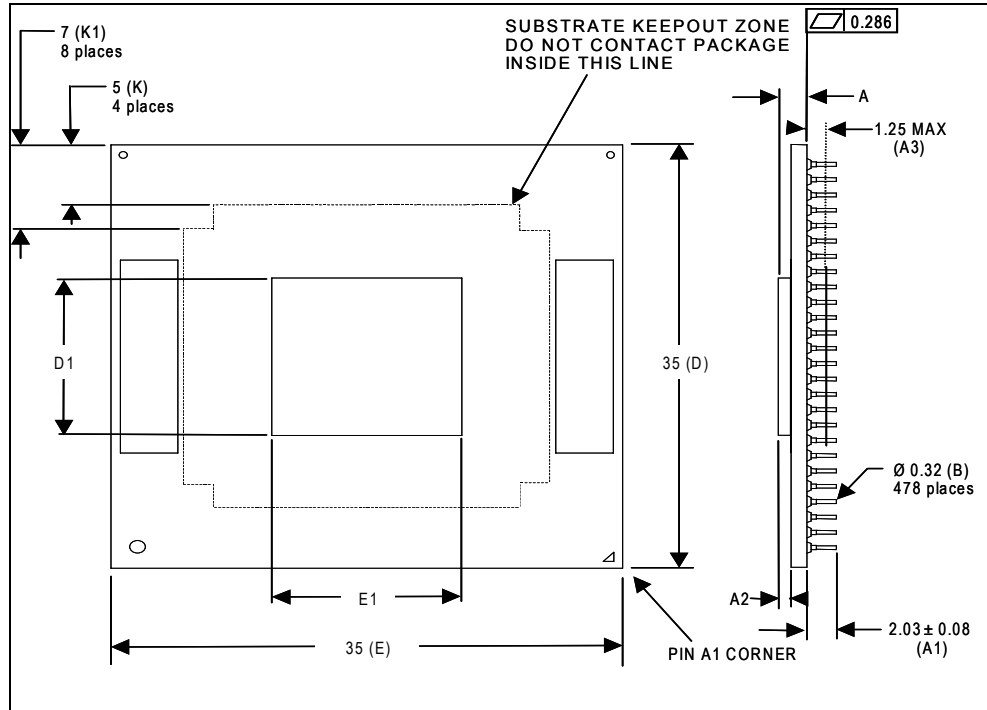 7 (K1)
8 places
5 (K)
4 places
SUBSTRATE KEEPOUT ZONE
DO NOT CONTACT PACKAGE
INSIDE THIS LINE
0.286
A
1.25 MAX
(A3)
D1
35 (D)
Ø 0.32 (B)
478 places
E1
A2
35 (E)
PIN A1 CORNER
2.03 ± 0.08
(A1)